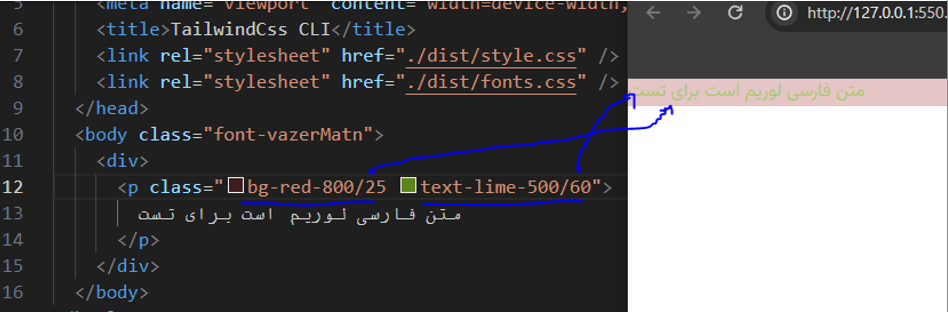 5 <meta name="viewport" content="width=device-width,
6 <title>TailwindCss CLI</title>
7 <link rel="stylesheet" href="./dist/style.css" />
8 <link rel="stylesheet" href="./dist/fonts.css" />
9 </head>
10 <body class="font-vazerMatn">
11 <div>
12 <p class="bg-red-800/25 text-lime-500/60">
13 متن فارسی لوریم است برای تست
14 </p>
15 </div>
16 </body>
http://127.0.0.1:550
متن فارسی لوریم است برای تست